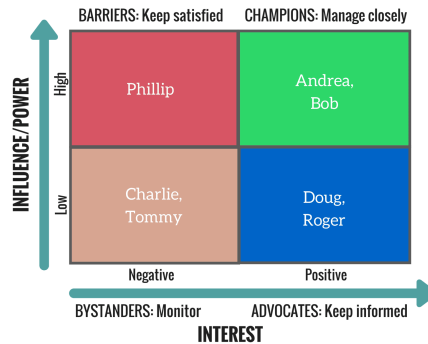 BARRIERS: Keep satisfied
CHAMPIONS: Manage closely
INFLUENCE/POWER
High
Phillip
Andrea,
Bob
Low
Charlie,
Tommy
Doug,
Roger
Negative
Positive
BYSTANDERS: Monitor
ADVOCATES: Keep informed
INTEREST